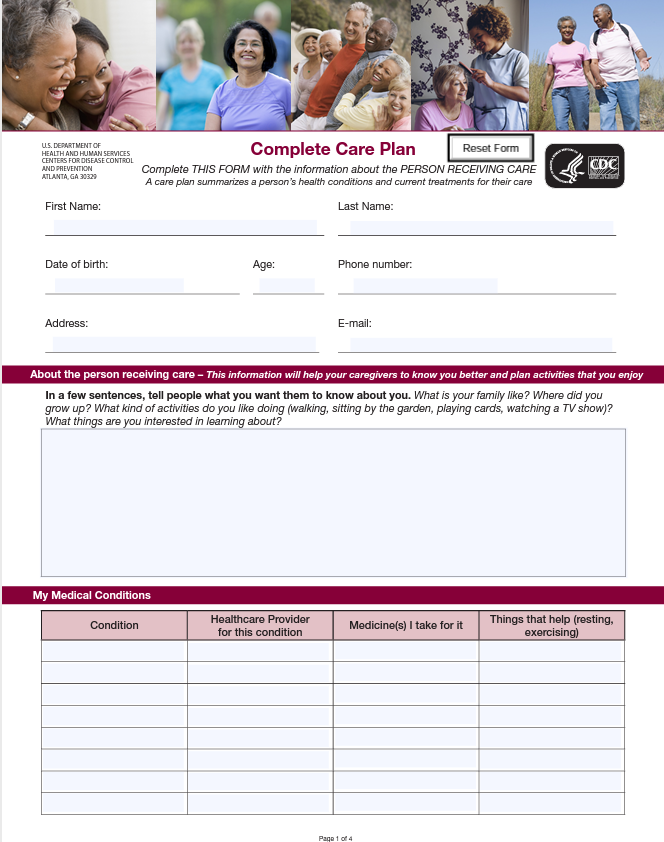 U.S. DEPARTMENT OF
HEALTH AND HUMAN SERVICES
CENTERS FOR DISEASE CONTROL
AND PREVENTION
ATLANTA, GA 30329
Complete Care Plan
Reset Form
Complete THIS FORM with the information about the PERSON RECEIVING CARE
A care plan summarizes a person's health conditions and current treatments for their care
CDC
First Name:
Last Name:
Date of birth:
Age:
Phone number:
Address:
E-mail:
About the person receiving care – This information will help your caregivers to know you better and plan activities that you enjoy
In a few sentences, tell people what you want them to know about you. What is your family like? Where did you
grow up? What kind of activities do you like doing (walking, sitting by the garden, playing cards, watching a TV show)?
What things are you interested in learning about?
My Medical Conditions
Condition
Healthcare Provider
for this condition
Medicine(s) I take for it
Things that help (resting,
exercising)
Page 1 of 4